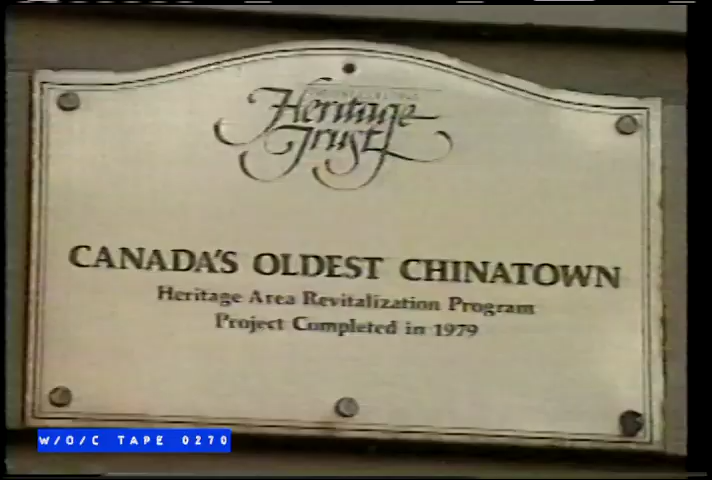 Heritage
Trust
CANADA'S OLDEST CHINATOWN
Heritage Area Revitalization Program
Project Completed in 1979
W/O/C TAPE 0270